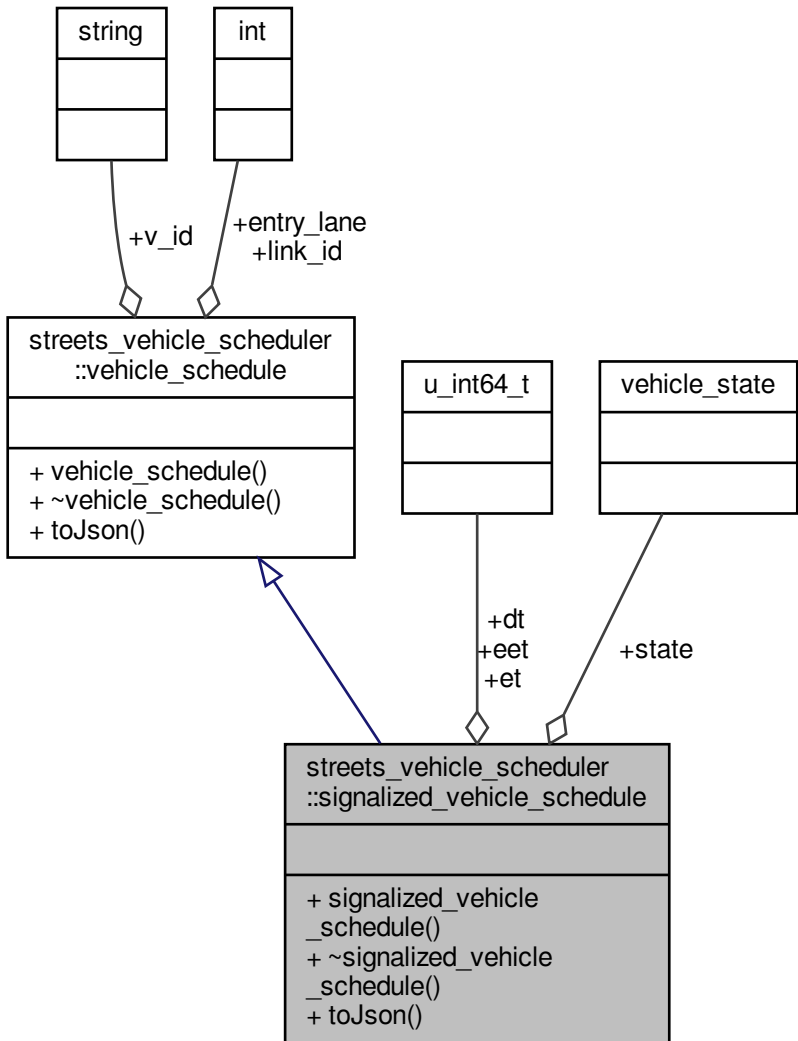 string
int
+v_id
+entry_lane
+link_id
streets_vehicle_scheduler
::vehicle_schedule
+ vehicle_schedule()
+ ~vehicle_schedule()
+ toJson()
u_int64_t
vehicle_state
+dt
+eet
+et
+state
streets_vehicle_scheduler
::signalized_vehicle_schedule
+ signalized_vehicle
_schedule()
+ ~signalized_vehicle
_schedule()
+ toJson()